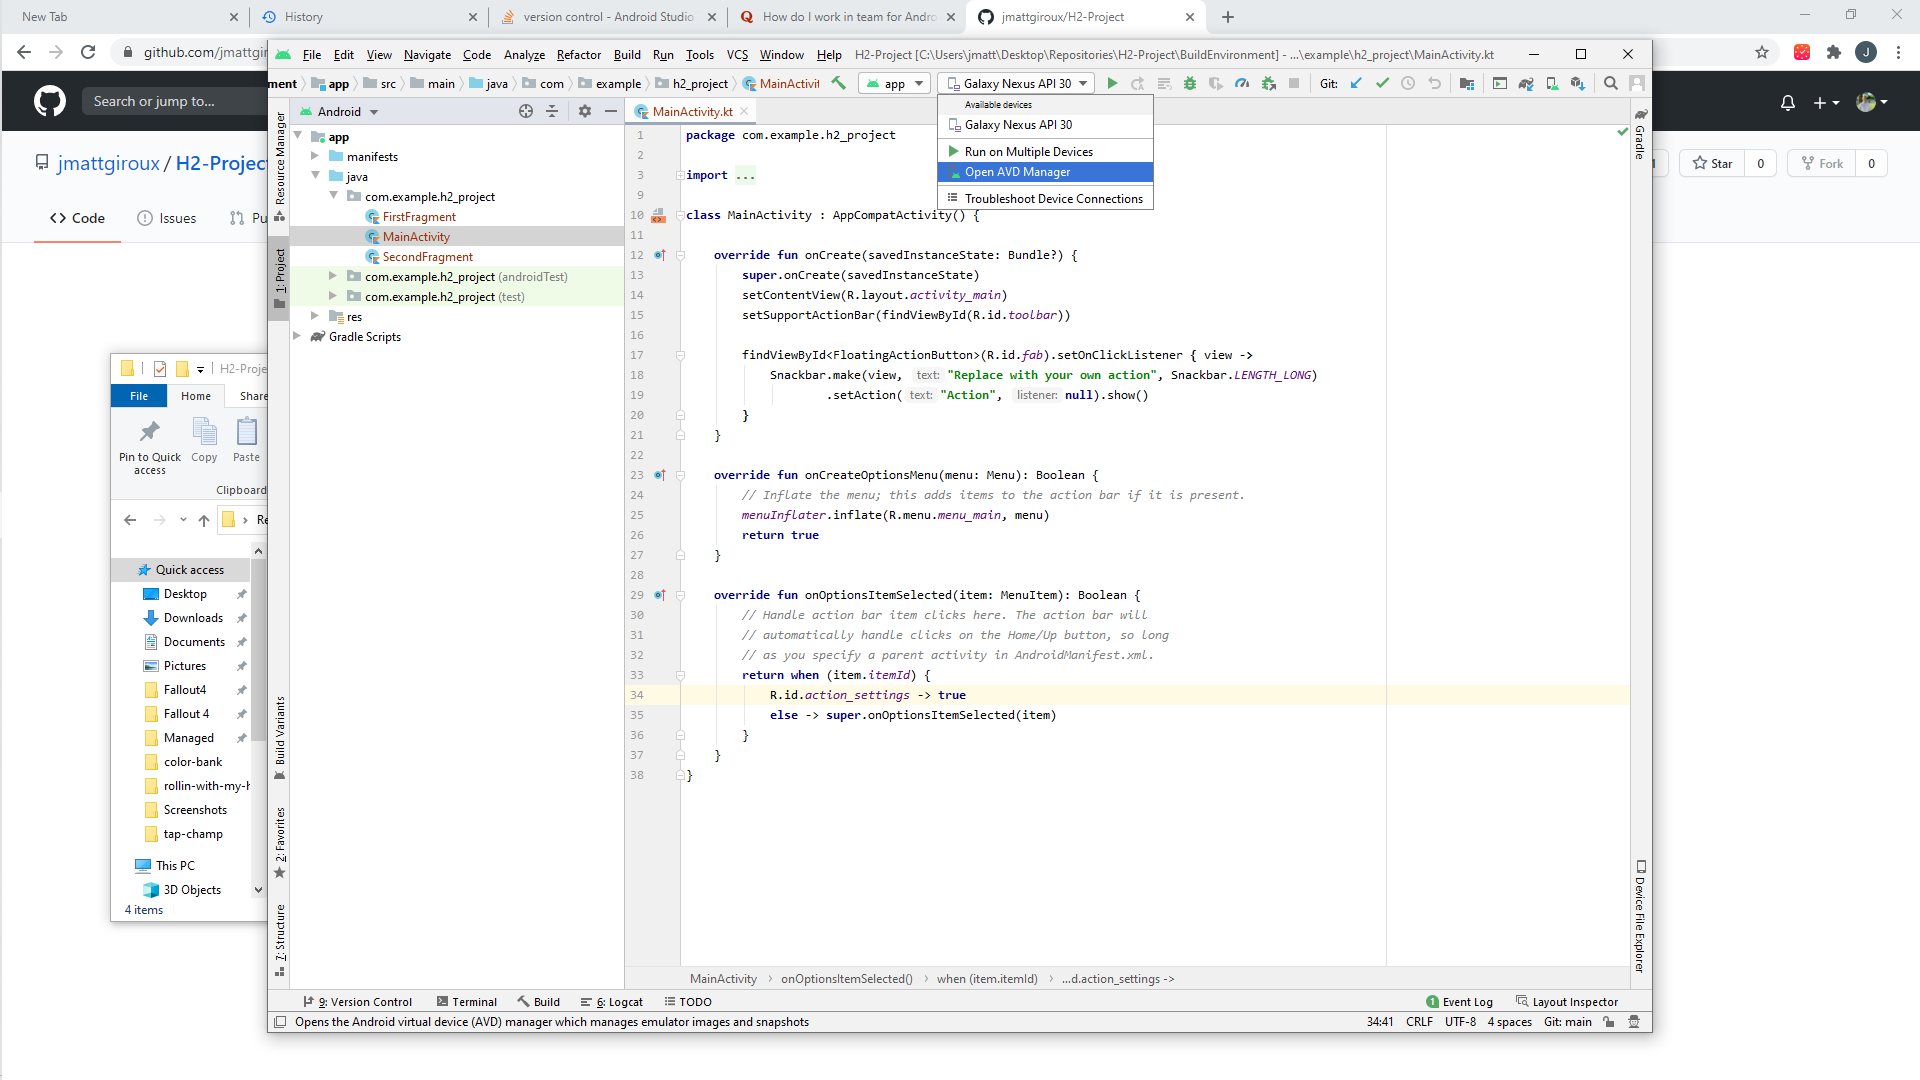 New Tab
History
version control - Android Studio
How do I work in team for Andro
jmattgiroux/H2-Project
github.com/jmattgir
J
Search or jump to...
jmattgiroux / H2-Project
Code
Issues
Pu
1
Star
0
Fork
0
File Edit View Navigate Code Analyze Refactor Build Run Tools VCS Window Help H2-Project [C:\Users\jmatt\Desktop\Repositories\H2-Project\BuildEnvironment] - ...\example\h2_project\MainActivity.kt
ment app src main java com example h2_project MainActivit
app
Galaxy Nexus API 30
Git:
Available devices
Galaxy Nexus API 30
Run on Multiple Devices
Open AVD Manager
Troubleshoot Device Connections
Resource Manager
1: Project
Build Variants
2: Favorites
7: Structure
Gradle
Device File Explorer
Android
app
manifests
java
com.example.h2_project
FirstFragment
MainActivity
SecondFragment
com.example.h2_project (androidTest)
com.example.h2_project (test)
res
Gradle Scripts
MainActivity.kt
1 package com.example.h2_project
2
3 import ...
9
10 class MainActivity : AppCompatActivity() {
11
12 override fun onCreate(savedInstanceState: Bundle?) {
13 super.onCreate(savedInstanceState)
14 setContentView(R.layout.activity_main)
15 setSupportActionBar(findViewById(R.id.toolbar))
16
17 findViewById<FloatingActionButton>(R.id.fab).setOnClickListener { view ->
18 Snackbar.make(view, text: "Replace with your own action", Snackbar.LENGTH_LONG)
19 .setAction( text: "Action", listener: null).show()
20 }
21 }
22
23 override fun onCreateOptionsMenu(menu: Menu): Boolean {
24 // Inflate the menu; this adds items to the action bar if it is present.
25 menuInflater.inflate(R.menu.menu_main, menu)
26 return true
27 }
28
29 override fun onOptionsItemSelected(item: MenuItem): Boolean {
30 // Handle action bar item clicks here. The action bar will
31 // automatically handle clicks on the Home/Up button, so long
32 // as you specify a parent activity in AndroidManifest.xml.
33 return when (item.itemId) {
34 R.id.action_settings -> true
35 else -> super.onOptionsItemSelected(item)
36 }
37 }
38 }
MainActivity onOptionsItemSelected() when (item.itemId) ...d.action_settings ->
9: Version Control Terminal Build 6: Logcat TODO
1 Event Log Layout Inspector
Opens the Android virtual device (AVD) manager which manages emulator images and snapshots
34:41 CRLF UTF-8 4 spaces Git: main
H2-Proje
File Home Share
Pin to Quick access
Copy
Paste
Clipboard
Re
Quick access
Desktop
Downloads
Documents
Pictures
Fallout4
Fallout 4
Managed
color-bank
rollin-with-my-h
Screenshots
tap-champ
This PC
3D Objects
4 items